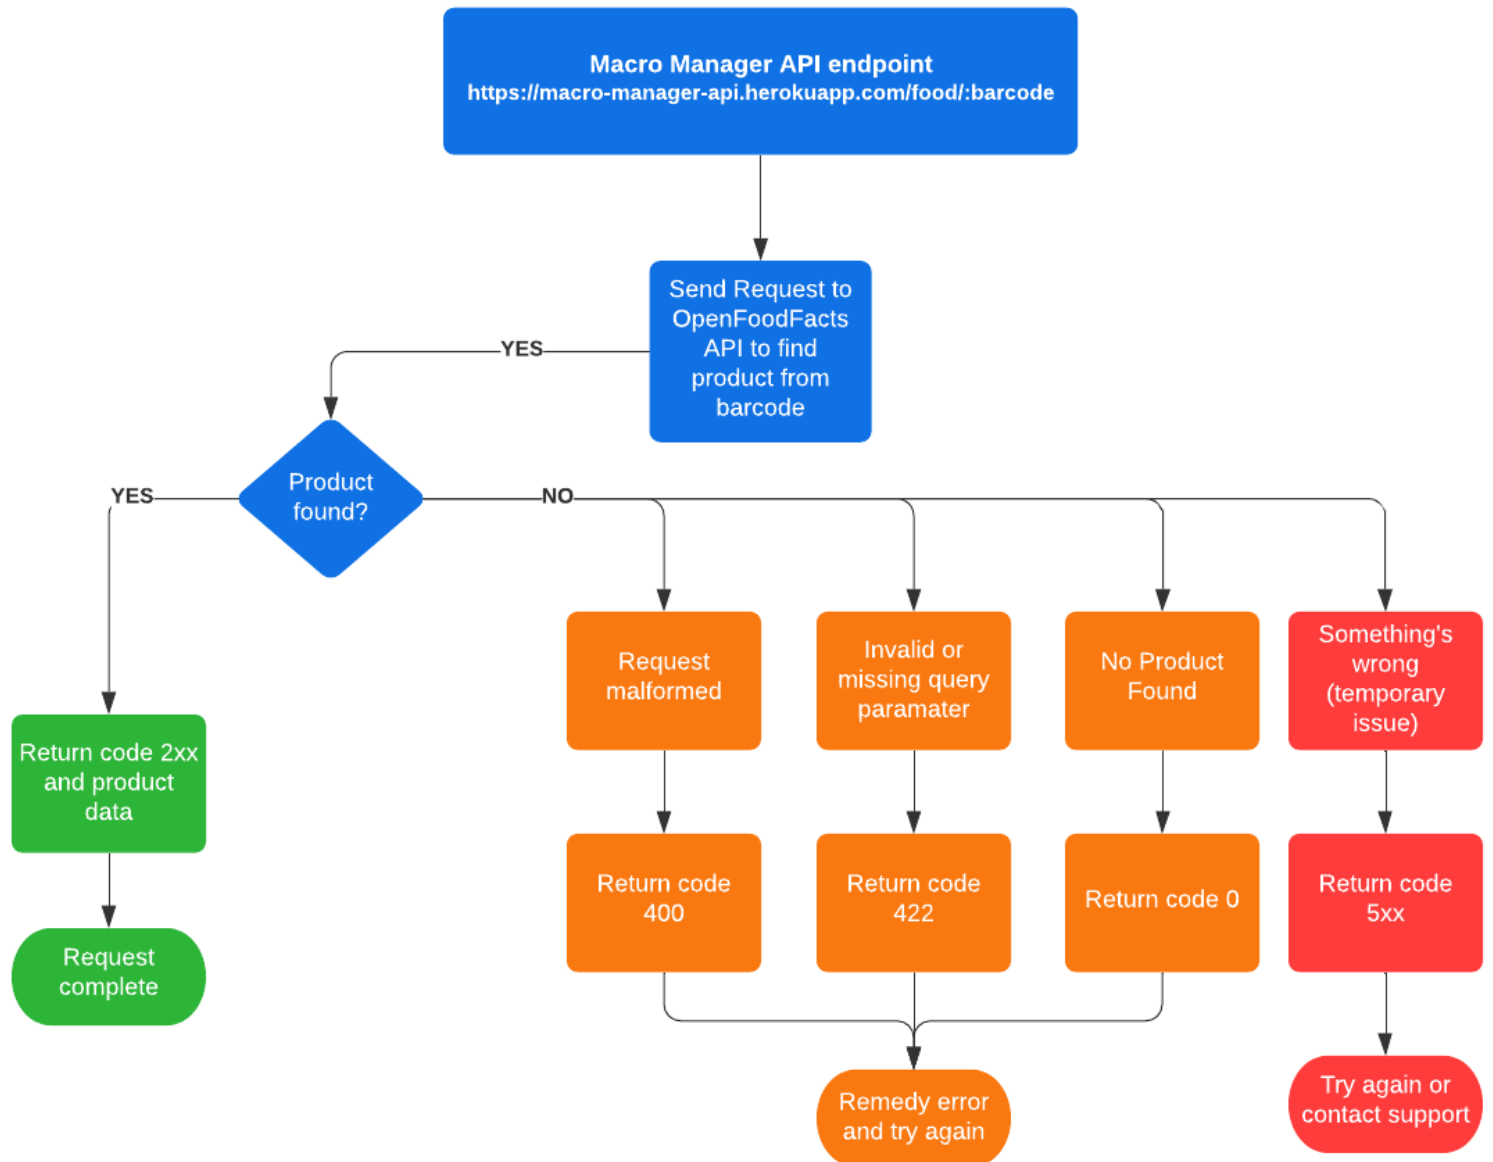 Macro Manager API endpoint
https://macro-manager-api.herokuapp.com/food/:barcode
Send Request to
OpenFoodFacts
API to find
product from
barcode
YES
Product
found?
YES
NO
Request
malformed
Invalid or
missing query
paramater
No Product
Found
Something's
wrong
(temporary
issue)
Return code 2xx
and product
data
Return code
400
Return code
422
Return code 0
Return code
5xx
Request
complete
Remedy error
and try again
Try again or
contact support